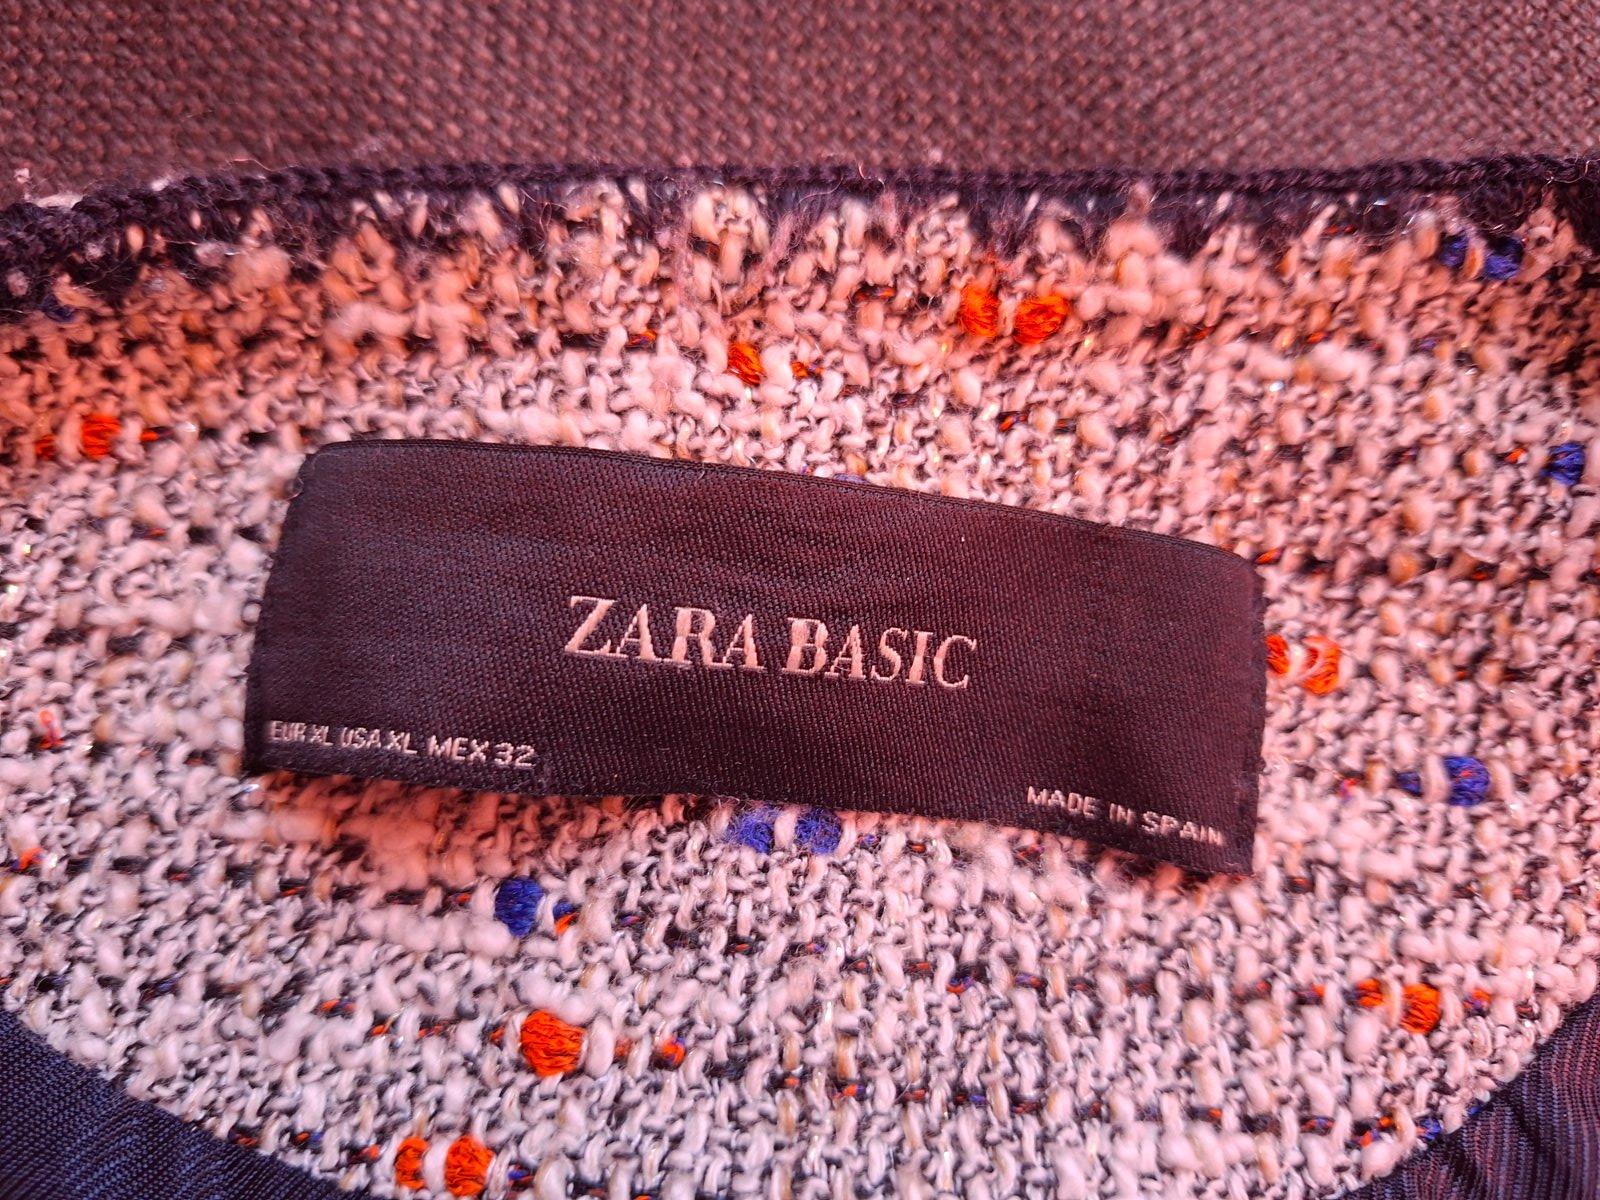 ZARA BASIC
EUR XL USA XL MEX 32
MADE IN SPAIN